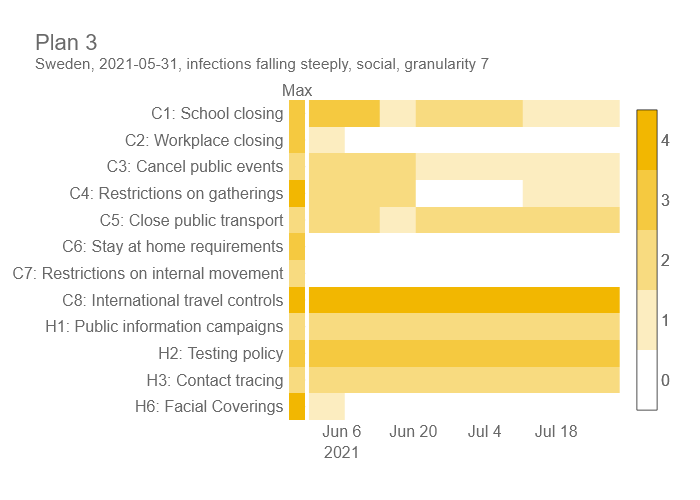 Plan 3
Sweden, 2021-05-31, infections falling steeply, social, granularity 7
Max
C1: School closing
C2: Workplace closing
C3: Cancel public events
C4: Restrictions on gatherings
C5: Close public transport
C6: Stay at home requirements
C7: Restrictions on internal movement
C8: International travel controls
H1: Public information campaigns
H2: Testing policy
H3: Contact tracing
H6: Facial Coverings
Jun 6 Jun 20 Jul 4 Jul 18
2021
4
3
2
1
0